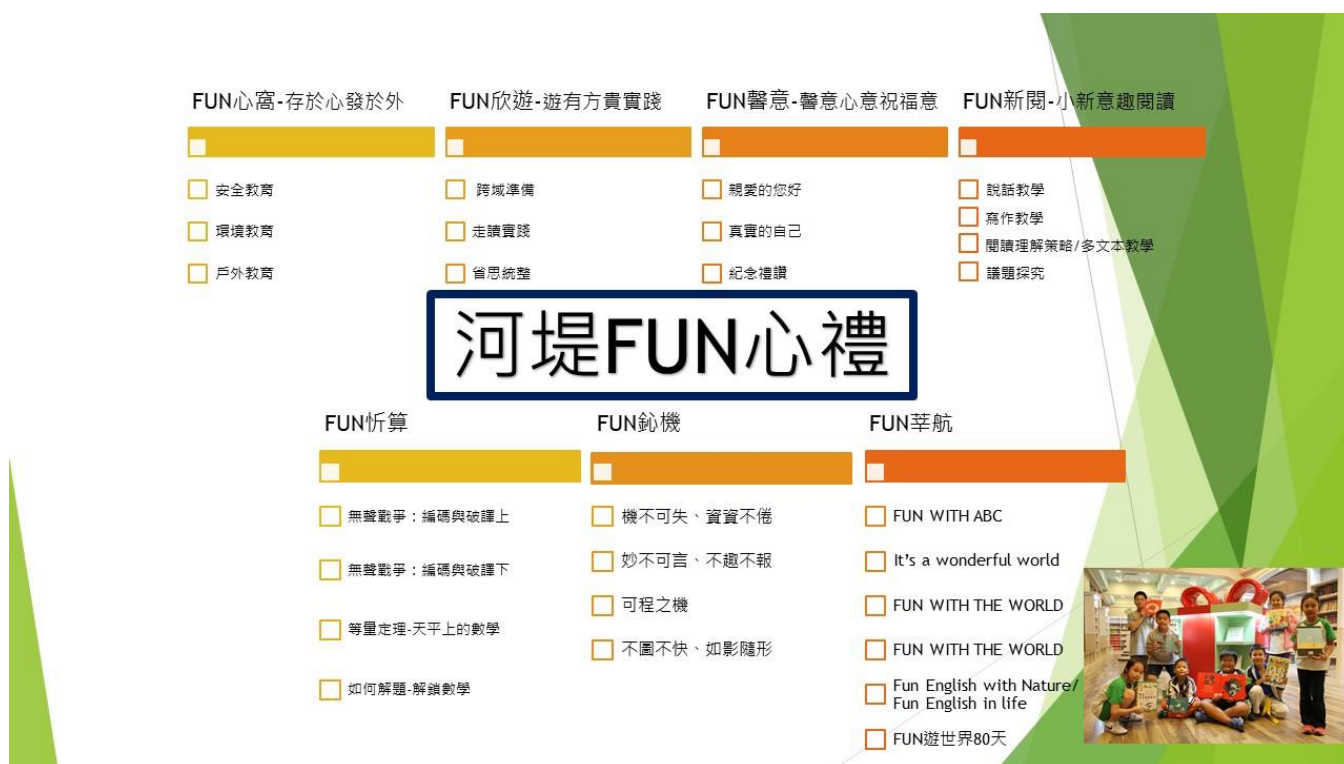 FUN心窩-存於心發於外
安全教育
環境教育
戶外教育
FUN欣遊-遊有方貴實踐
跨域準備
走讀實踐
省思統整
FUN馨意-馨意心意祝福意
親愛的您好
真實的自己
紀念禮讚
FUN新閱-小新意趣閱讀
說話教學
寫作教學
閱讀理解策略/多文本教學
議題探究
河堤FUN心禮
FUN忻算
無聲戰爭：編碼與破譯上
無聲戰爭：編碼與破譯下
等量定理-天平上的數學
如何解題-解鎖數學
FUN鈊機
機不可失、資資不倦
妙不可言、不趣不報
可程之機
不圖不快、如影隨形
FUN莘航
FUN WITH ABC
It's a wonderful world
FUN WITH THE WORLD
FUN WITH THE WORLD
Fun English with Nature/
Fun English in life
FUN遊世界80天